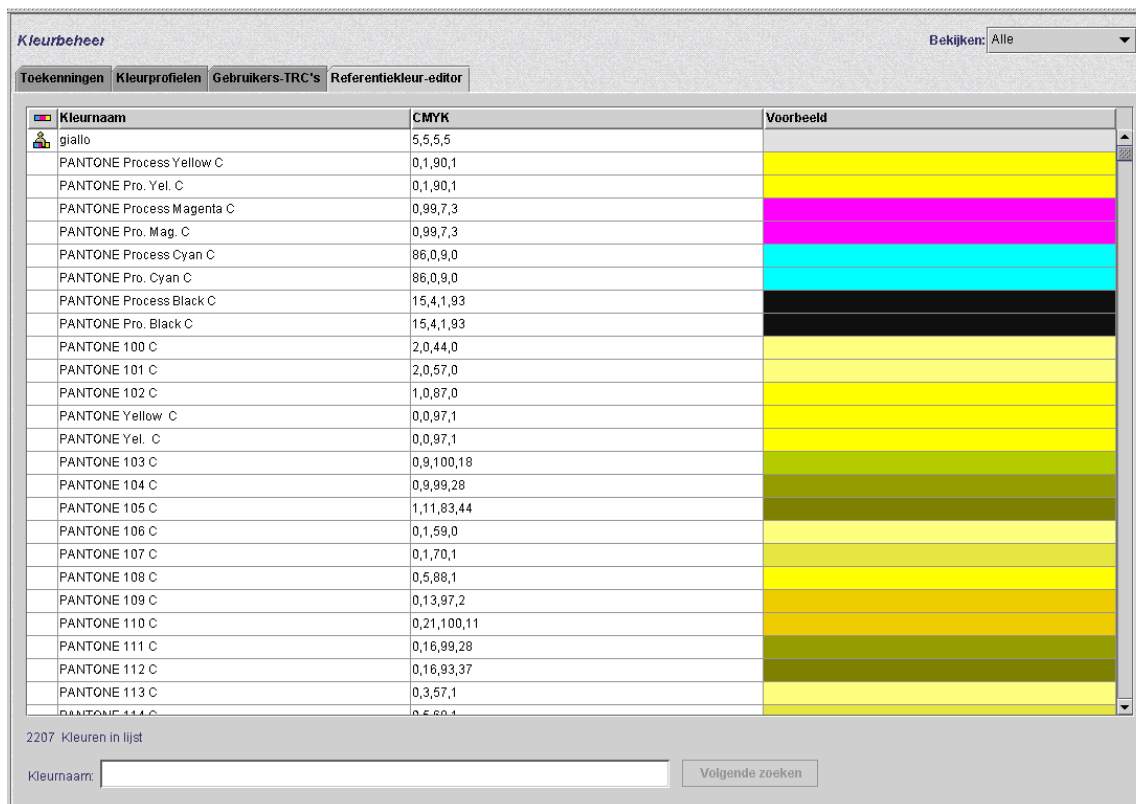 Kleurbeheer
Bekijken: Alle
Toekenningen Kleurprofielen Gebruikers-TRC's Referentiekleur-editor
Kleurnaam CMYK Voorbeeld
giallo 5,5,5,5
PANTONE Process Yellow C 0,1,90,1
PANTONE Pro. Yel. C 0,1,90,1
PANTONE Process Magenta C 0,99,7,3
PANTONE Pro. Mag. C 0,99,7,3
PANTONE Process Cyan C 86,0,9,0
PANTONE Pro. Cyan C 86,0,9,0
PANTONE Process Black C 15,4,1,93
PANTONE Pro. Black C 15,4,1,93
PANTONE 100 C 2,0,44,0
PANTONE 101 C 2,0,57,0
PANTONE 102 C 1,0,87,0
PANTONE Yellow C 0,0,97,1
PANTONE Yel. C 0,0,97,1
PANTONE 103 C 0,9,100,18
PANTONE 104 C 0,9,99,28
PANTONE 105 C 1,11,83,44
PANTONE 106 C 0,1,59,0
PANTONE 107 C 0,1,70,1
PANTONE 108 C 0,5,88,1
PANTONE 109 C 0,13,97,2
PANTONE 110 C 0,21,100,11
PANTONE 111 C 0,16,99,28
PANTONE 112 C 0,16,93,37
PANTONE 113 C 0,3,57,1
PANTONE 114 C
2207 Kleuren in lijst
Kleurnaam: Volgende zoeken